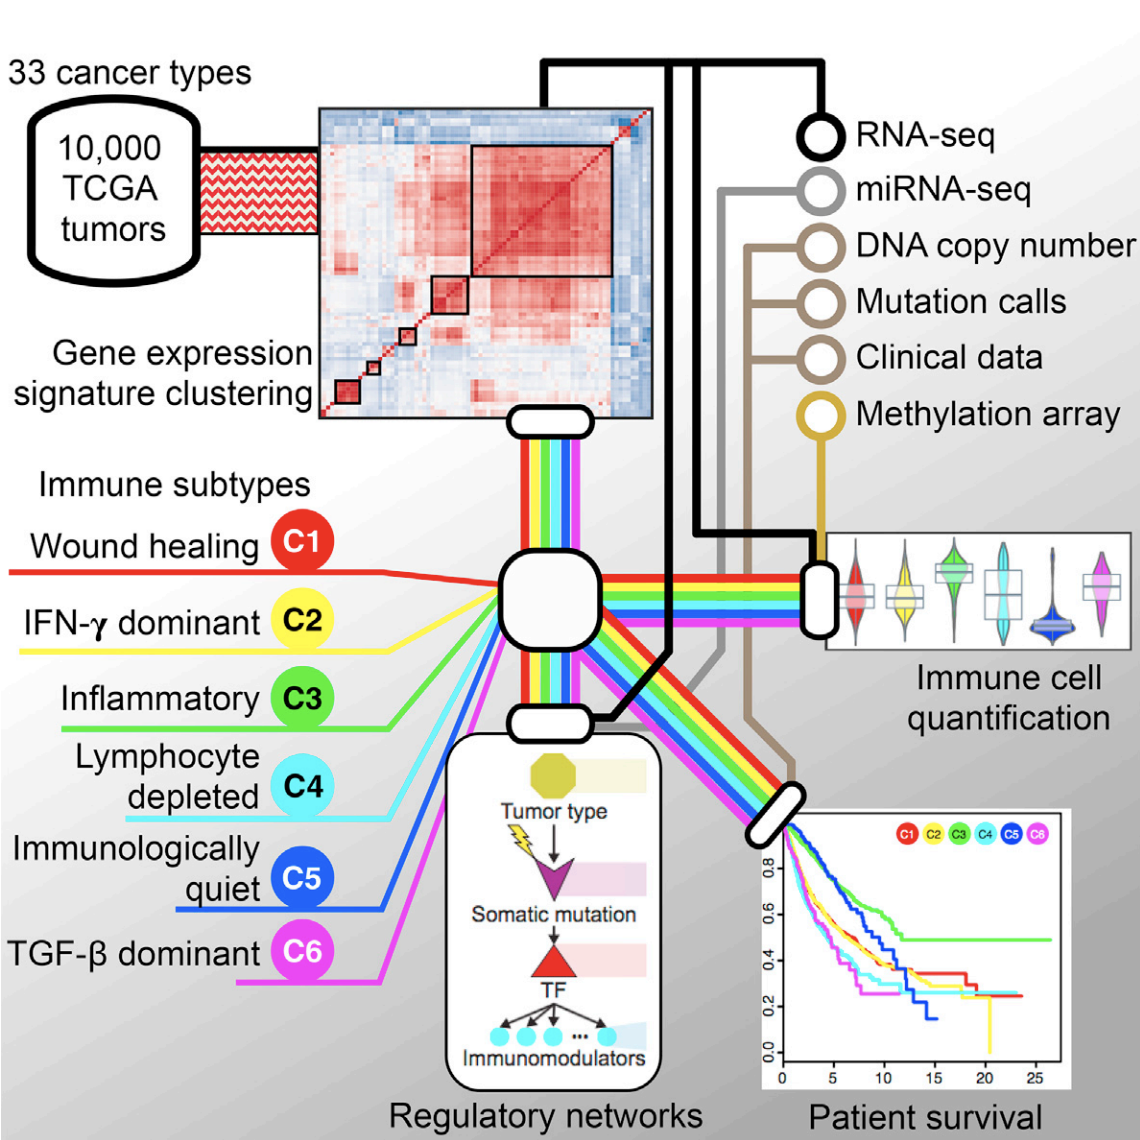 33 cancer types
10,000
TCGA
tumors
Gene expression
signature clustering
RNA-seq
miRNA-seq
DNA copy number
Mutation calls
Clinical data
Methylation array
Immune subtypes
Wound healing C1
IFN-γ dominant C2
Inflammatory C3
Lymphocyte
depleted C4
Immunologically
quiet C5
TGF-β dominant C6
Immune cell
quantification
Tumor type
Somatic mutation
TF
...
Immunomodulators
Regulatory networks
C1 C2 C3 C4 C5 C6
0.8
0.6
0.4
0.2
0.0
0 5 10 15 20 25
Patient survival